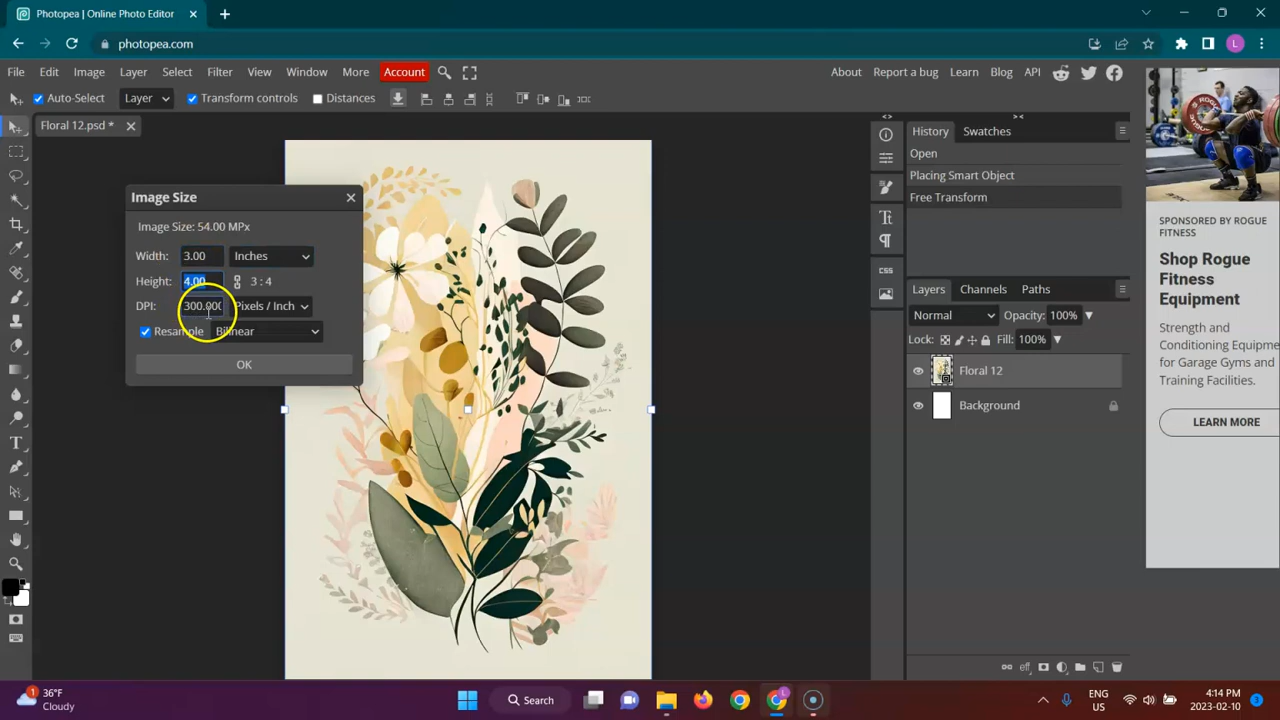 Photopea | Online Photo Editor
photopea.com
L
File Edit Image Layer Select Filter View Window More Account
About Report a bug Learn Blog API
Auto-Select Layer Transform controls Distances
Floral 12.psd *
Image Size
Image Size: 54.00 MPx
Width: 3.00 Inches
Height: 4.00 3 : 4
DPI: 300.000 Pixels / Inch
Resample Bilinear
OK
History Swatches
Open
Placing Smart Object
Free Transform
CSS
Layers Channels Paths
Normal Opacity: 100%
Lock: Fill: 100%
Floral 12
Background
eff
SPONSORED BY ROGUE
FITNESS
Shop Rogue
Fitness
Equipment
Strength and
Conditioning Equipme
for Garage Gyms and
Training Facilities.
LEARN MORE
1
36°F
Cloudy
Search
L
ENG
US
4:14 PM
2023-02-10